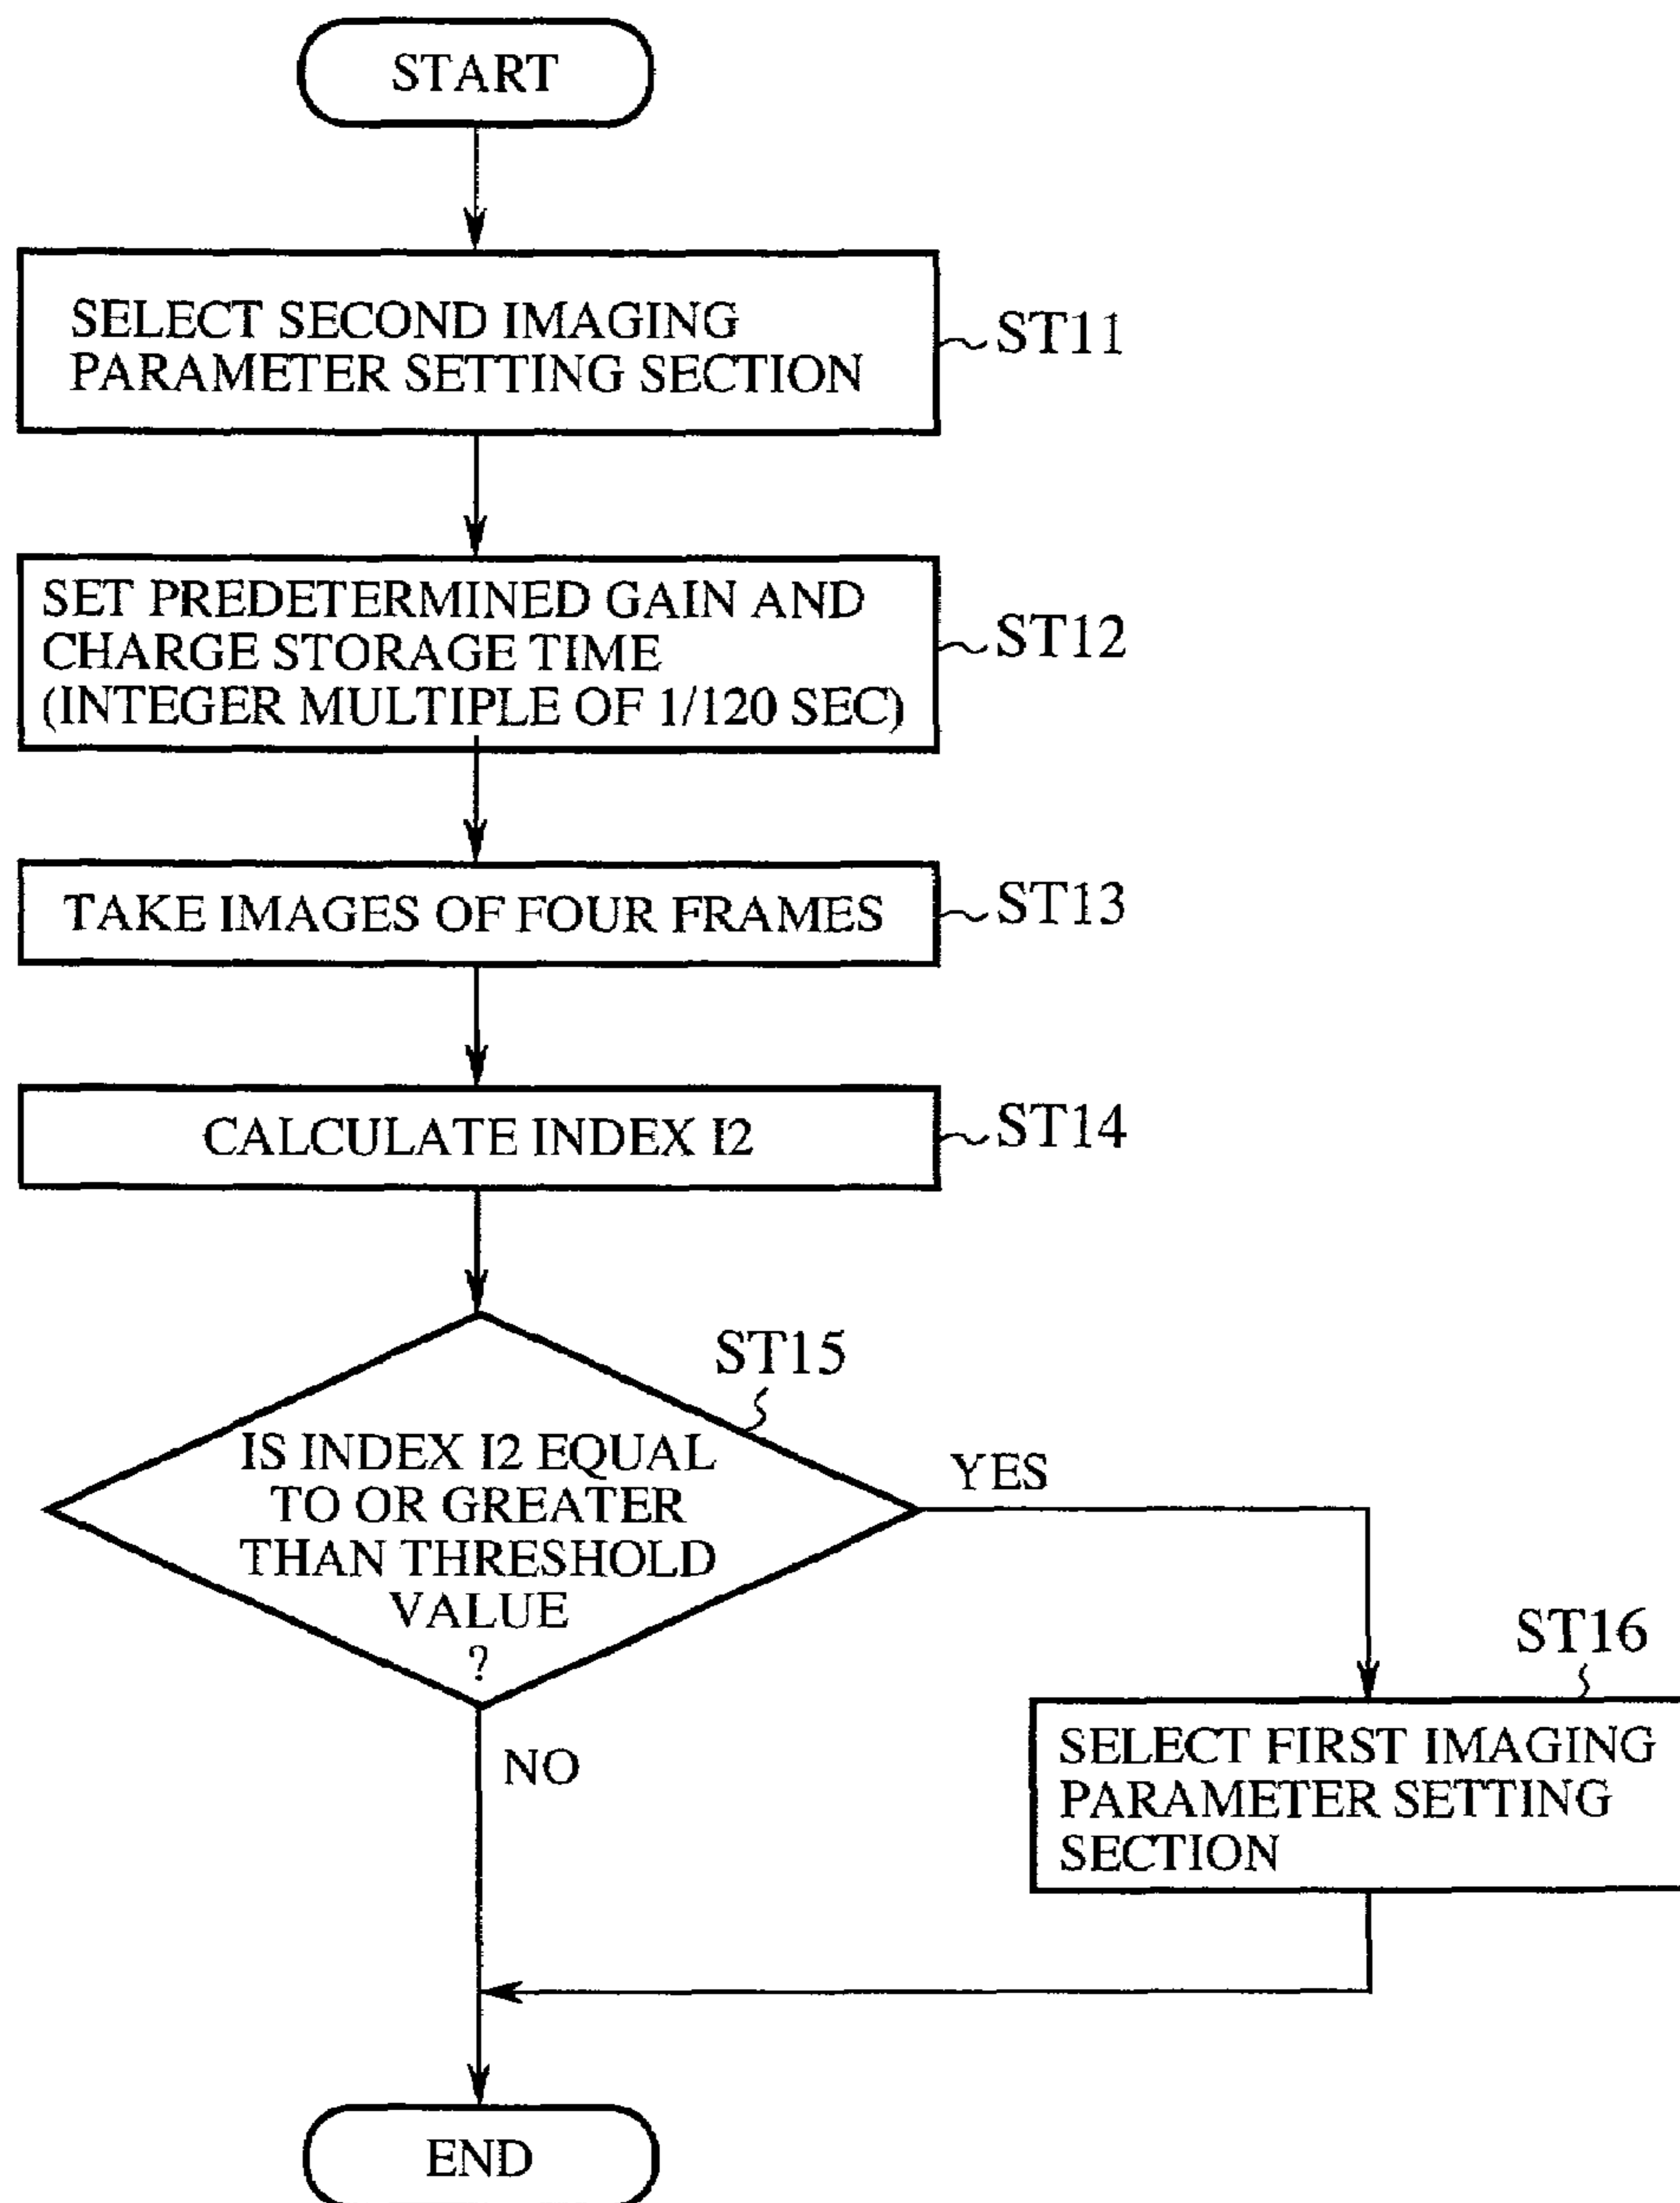 START
SELECT SECOND IMAGING
PARAMETER SETTING SECTION
ST11
SET PREDETERMINED GAIN AND
CHARGE STORAGE TIME
(INTEGER MULTIPLE OF 1/120 SEC)
ST12
TAKE IMAGES OF FOUR FRAMES
ST13
CALCULATE INDEX I2
ST14
ST15
IS INDEX I2 EQUAL
TO OR GREATER
THAN THRESHOLD
VALUE
?
YES
NO
ST16
SELECT FIRST IMAGING
PARAMETER SETTING
SECTION
END